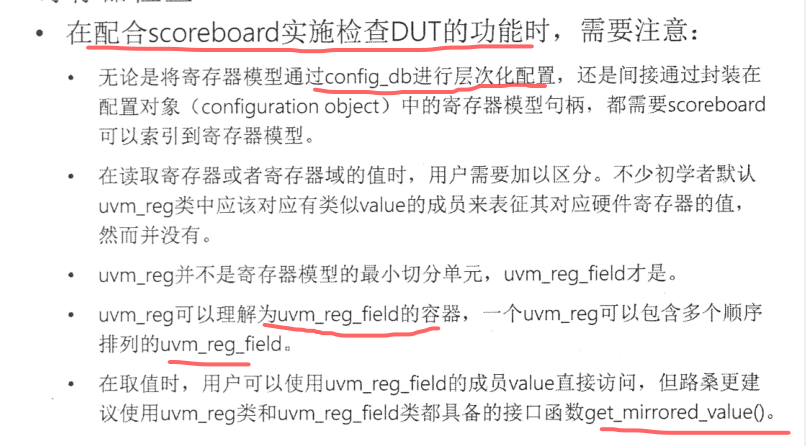 • 在配合scoreboard实施检查DUT的功能时，需要注意：
• 无论是将寄存器模型通过config_db进行层次化配置，还是间接通过封装在
配置对象（configuration object）中的寄存器模型句柄，都需要scoreboard
可以索引到寄存器模型。
• 在读取寄存器或者寄存器域的值时，用户需要加以区分。不少初学者默认
uvm_reg类中应该对应有类似value的成员来表征其对应硬件寄存器的值，
然而并没有。
• uvm_reg并不是寄存器模型的最小切分单元，uvm_reg_field才是。
• uvm_reg可以理解为uvm_reg_field的容器，一个uvm_reg可以包含多个顺序
排列的uvm_reg_field。
• 在取值时，用户可以使用uvm_reg_field的成员value直接访问，但路桑更建
议使用uvm_reg类和uvm_reg_field类都具备的接口函数get_mirrored_value()。